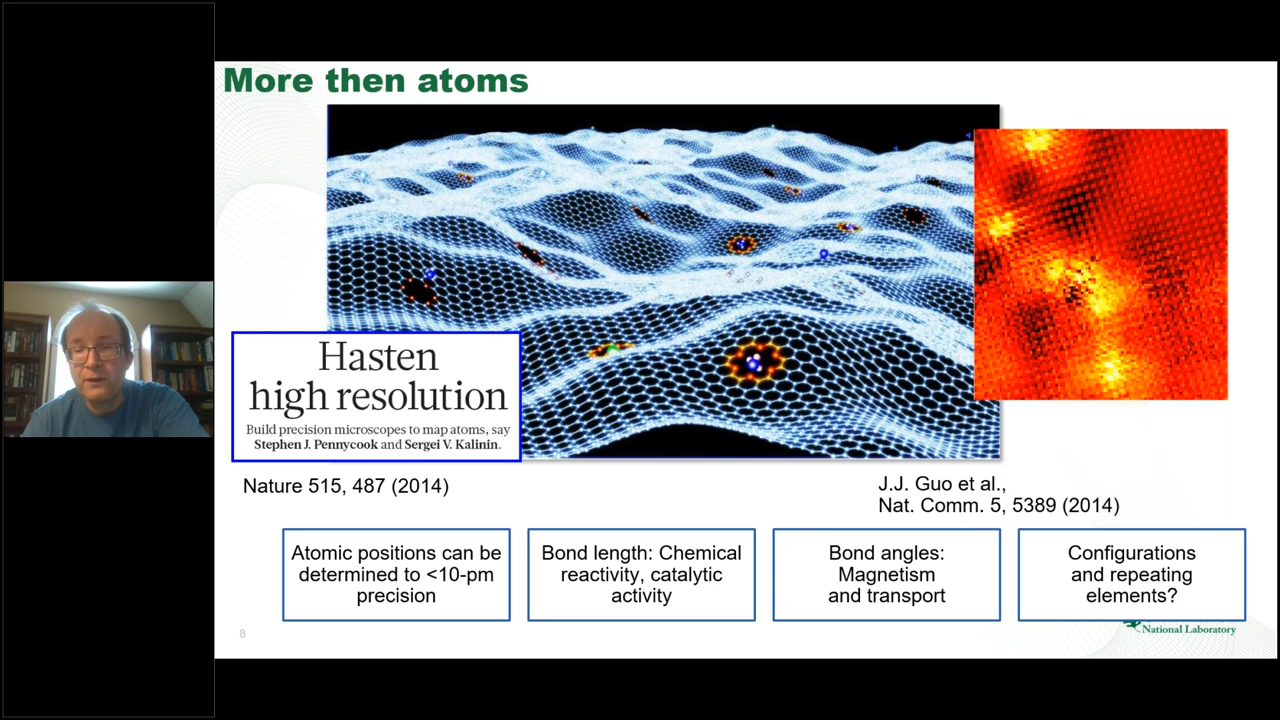 More then atoms
Hasten
high resolution
Build precision microscopes to map atoms, say
Stephen J. Pennycook and Sergei V. Kalinin.
Nature 515, 487 (2014)
J.J. Guo et al.,
Nat. Comm. 5, 5389 (2014)
Atomic positions can be
determined to <10-pm
precision
Bond length: Chemical
reactivity, catalytic
activity
Bond angles:
Magnetism
and transport
Configurations
and repeating
elements?
8
National Laboratory